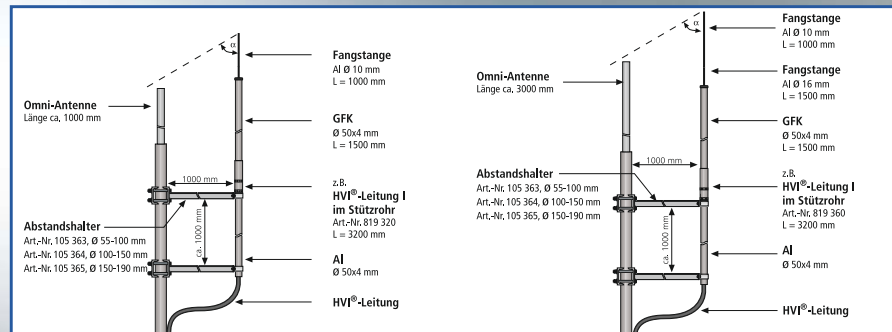 α
Fangstange
Al Ø 10 mm
L = 1000 mm
Omni-Antenne
Länge ca. 1000 mm
GFK
Ø 50x4 mm
L = 1500 mm
1000 mm
z.B.
HVI®-Leitung I
im Stützrohr
Art.-Nr. 819 320
L = 3200 mm
Abstandshalter
Art.-Nr. 105 363, Ø 55-100 mm
Art.-Nr. 105 364, Ø 100-150 mm
Art.-Nr. 105 365, Ø 150-190 mm
ca. 1000 mm
Al
Ø 50x4 mm
HVI®-Leitung
α
Fangstange
Al Ø 10 mm
L = 1000 mm
Omni-Antenne
Länge ca. 3000 mm
Fangstange
Al Ø 16 mm
L = 1500 mm
GFK
Ø 50x4 mm
L = 1500 mm
1000 mm
Abstandshalter
Art.-Nr. 105 363, Ø 55-100 mm
Art.-Nr. 105 364, Ø 100-150 mm
Art.-Nr. 105 365, Ø 150-190 mm
z.B.
HVI®-Leitung I
im Stützrohr
Art.-Nr. 819 360
L = 3200 mm
ca. 1000 mm
Al
Ø 50x4 mm
HVI®-Leitung